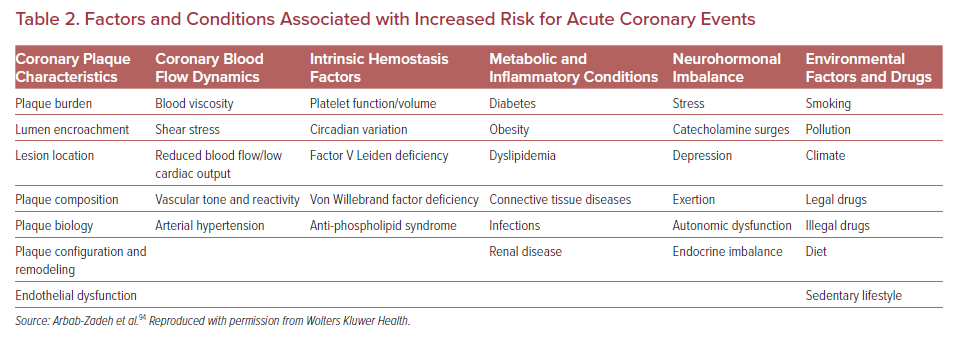 Table 2. Factors and Conditions Associated with Increased Risk for Acute Coronary Events
Coronary Plaque Characteristics Coronary Blood Flow Dynamics Intrinsic Hemostasis Factors Metabolic and Inflammatory Conditions Neurohormonal Imbalance Environmental Factors and Drugs
Plaque burden Blood viscosity Platelet function/volume Diabetes Stress Smoking
Lumen encroachment Shear stress Circadian variation Obesity Catecholamine surges Pollution
Lesion location Reduced blood flow/low cardiac output Factor V Leiden deficiency Dyslipidemia Depression Climate
Plaque composition Vascular tone and reactivity Von Willebrand factor deficiency Connective tissue diseases Exertion Legal drugs
Plaque biology Arterial hypertension Anti-phospholipid syndrome Infections Autonomic dysfunction Illegal drugs
Plaque configuration and remodeling Renal disease Endocrine imbalance Diet
Endothelial dysfunction Sedentary lifestyle
Source: Arbab-Zadeh et al.94 Reproduced with permission from Wolters Kluwer Health.